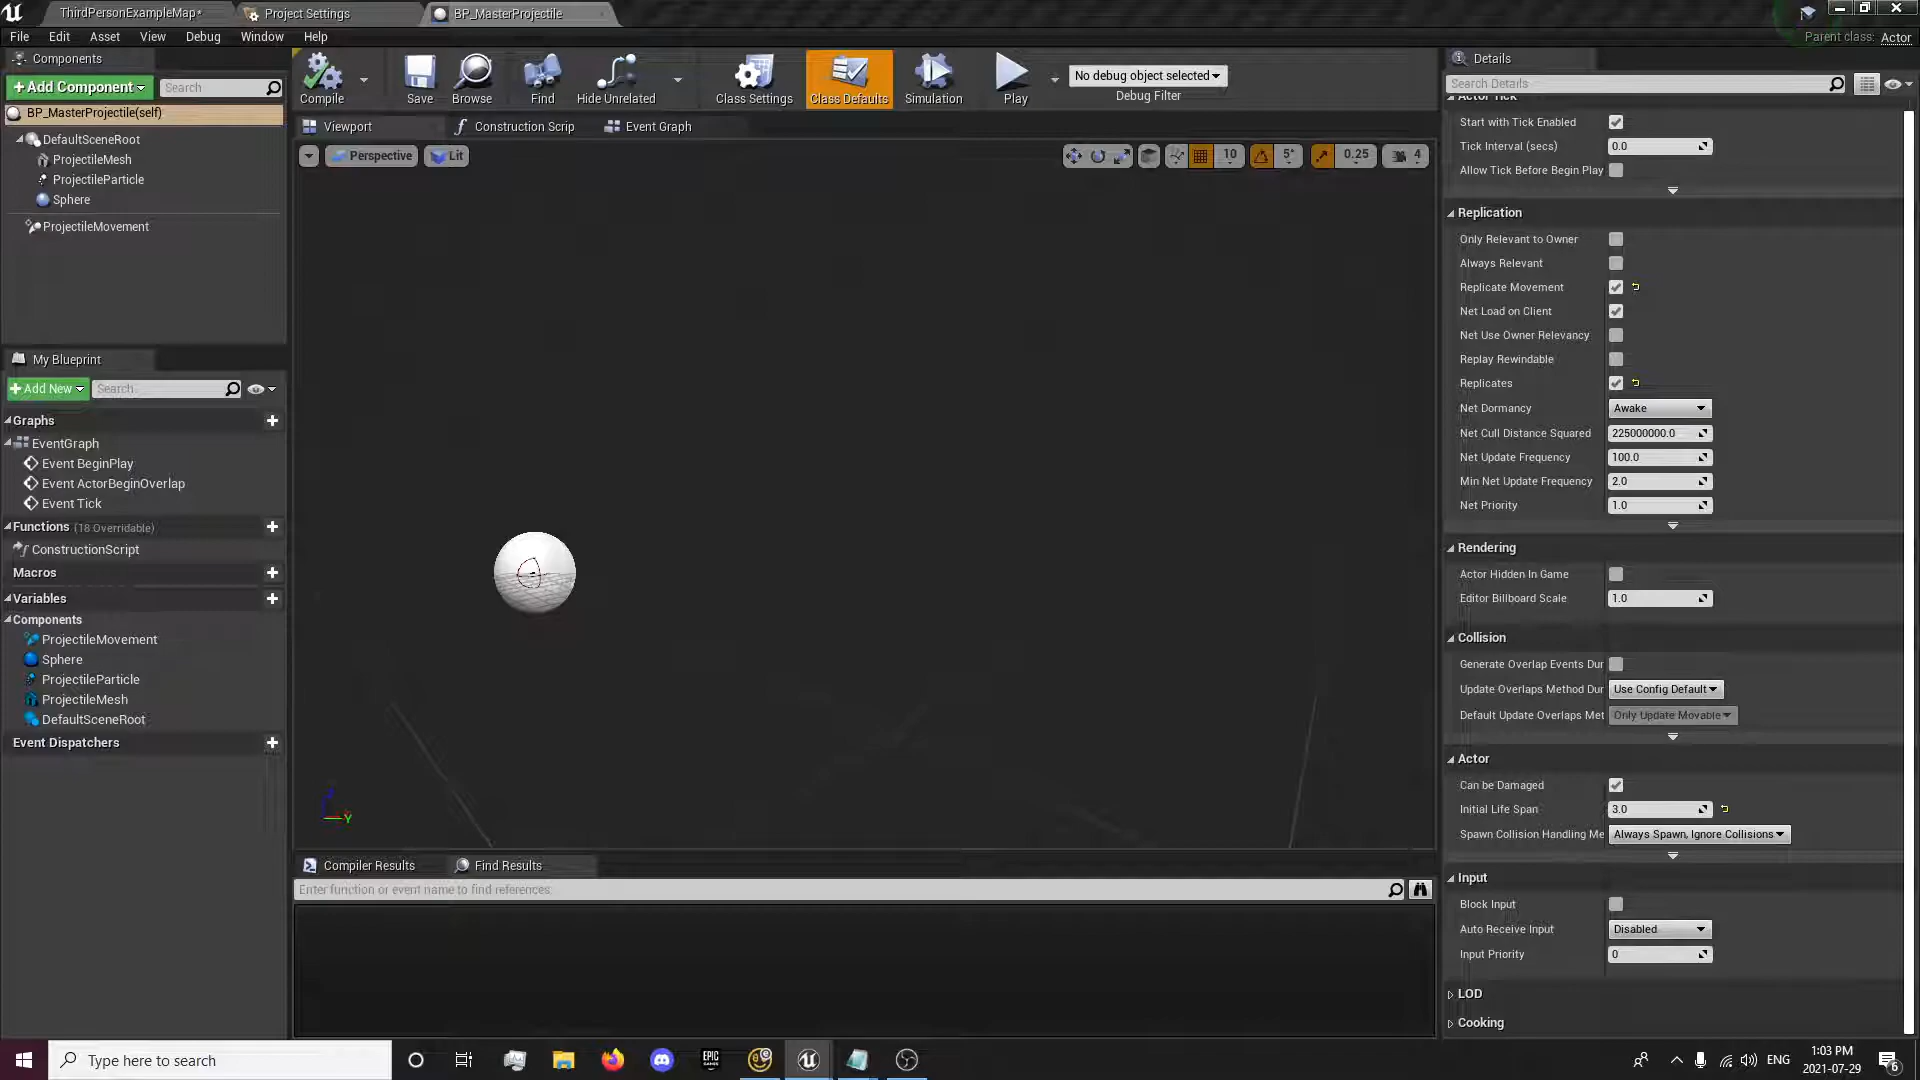 ThirdPersonExampleMap*
Project Settings
BP_MasterProjectile
File Edit Asset View Debug Window Help
Parent class: Actor
Components
+Add Component
Search
BP_MasterProjectile(self)
DefaultSceneRoot
ProjectileMesh
ProjectileParticle
Sphere
ProjectileMovement
My Blueprint
+Add New
Search
Graphs
EventGraph
Event BeginPlay
Event ActorBeginOverlap
Event Tick
Functions (18 Overridable)
ConstructionScript
Macros
Variables
Components
ProjectileMovement
Sphere
ProjectileParticle
ProjectileMesh
DefaultSceneRoot
Event Dispatchers
Compile
Save
Browse
Find
Hide Unrelated
Class Settings
Class Defaults
Simulation
Play
No debug object selected
Debug Filter
Viewport
Construction Scrip
Event Graph
Perspective
Lit
10
5°
0.25
4
Y
Compiler Results
Find Results
Enter function or event name to find references...
Details
Search Details
Actor Tick
Start with Tick Enabled
Tick Interval (secs) 0.0
Allow Tick Before Begin Play
Replication
Only Relevant to Owner
Always Relevant
Replicate Movement
Net Load on Client
Net Use Owner Relevancy
Replay Rewindable
Replicates
Net Dormancy Awake
Net Cull Distance Squared 225000000.0
Net Update Frequency 100.0
Min Net Update Frequency 2.0
Net Priority 1.0
Rendering
Actor Hidden In Game
Editor Billboard Scale 1.0
Collision
Generate Overlap Events Dur
Update Overlaps Method Dur Use Config Default
Default Update Overlaps Met Only Update Movable
Actor
Can be Damaged
Initial Life Span 3.0
Spawn Collision Handling Me Always Spawn, Ignore Collisions
Input
Block Input
Auto Receive Input Disabled
Input Priority 0
LOD
Cooking
Type here to search
EPIC GAMES
ENG
1:03 PM
2021-07-29
6